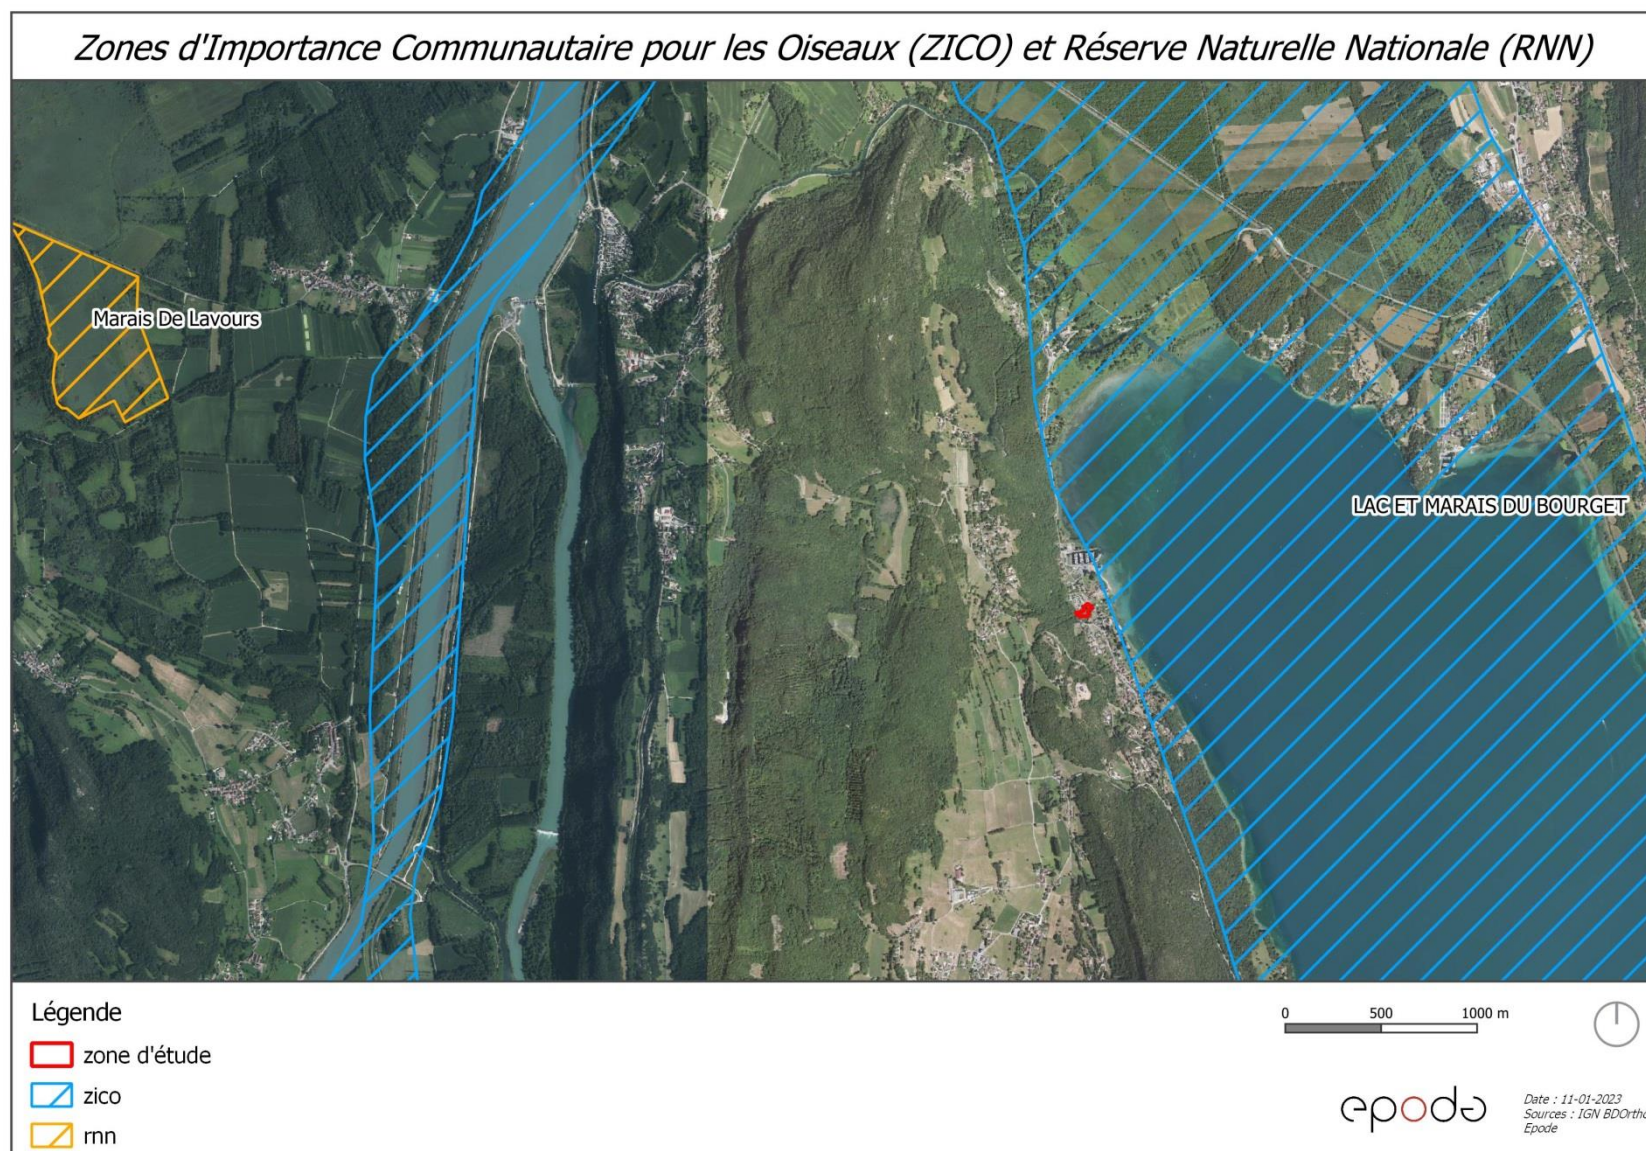 Zones d'Importance Communautaire pour les Oiseaux (ZICO) et Réserve Naturelle Nationale (RNN)
Marais De Lavours
LAC ET MARAIS DU BOURGET
Légende
zone d'étude
zico
rnn
0 500 1000 m
epode
Date : 11-01-2023
Sources : IGN BDOrtho
Epode